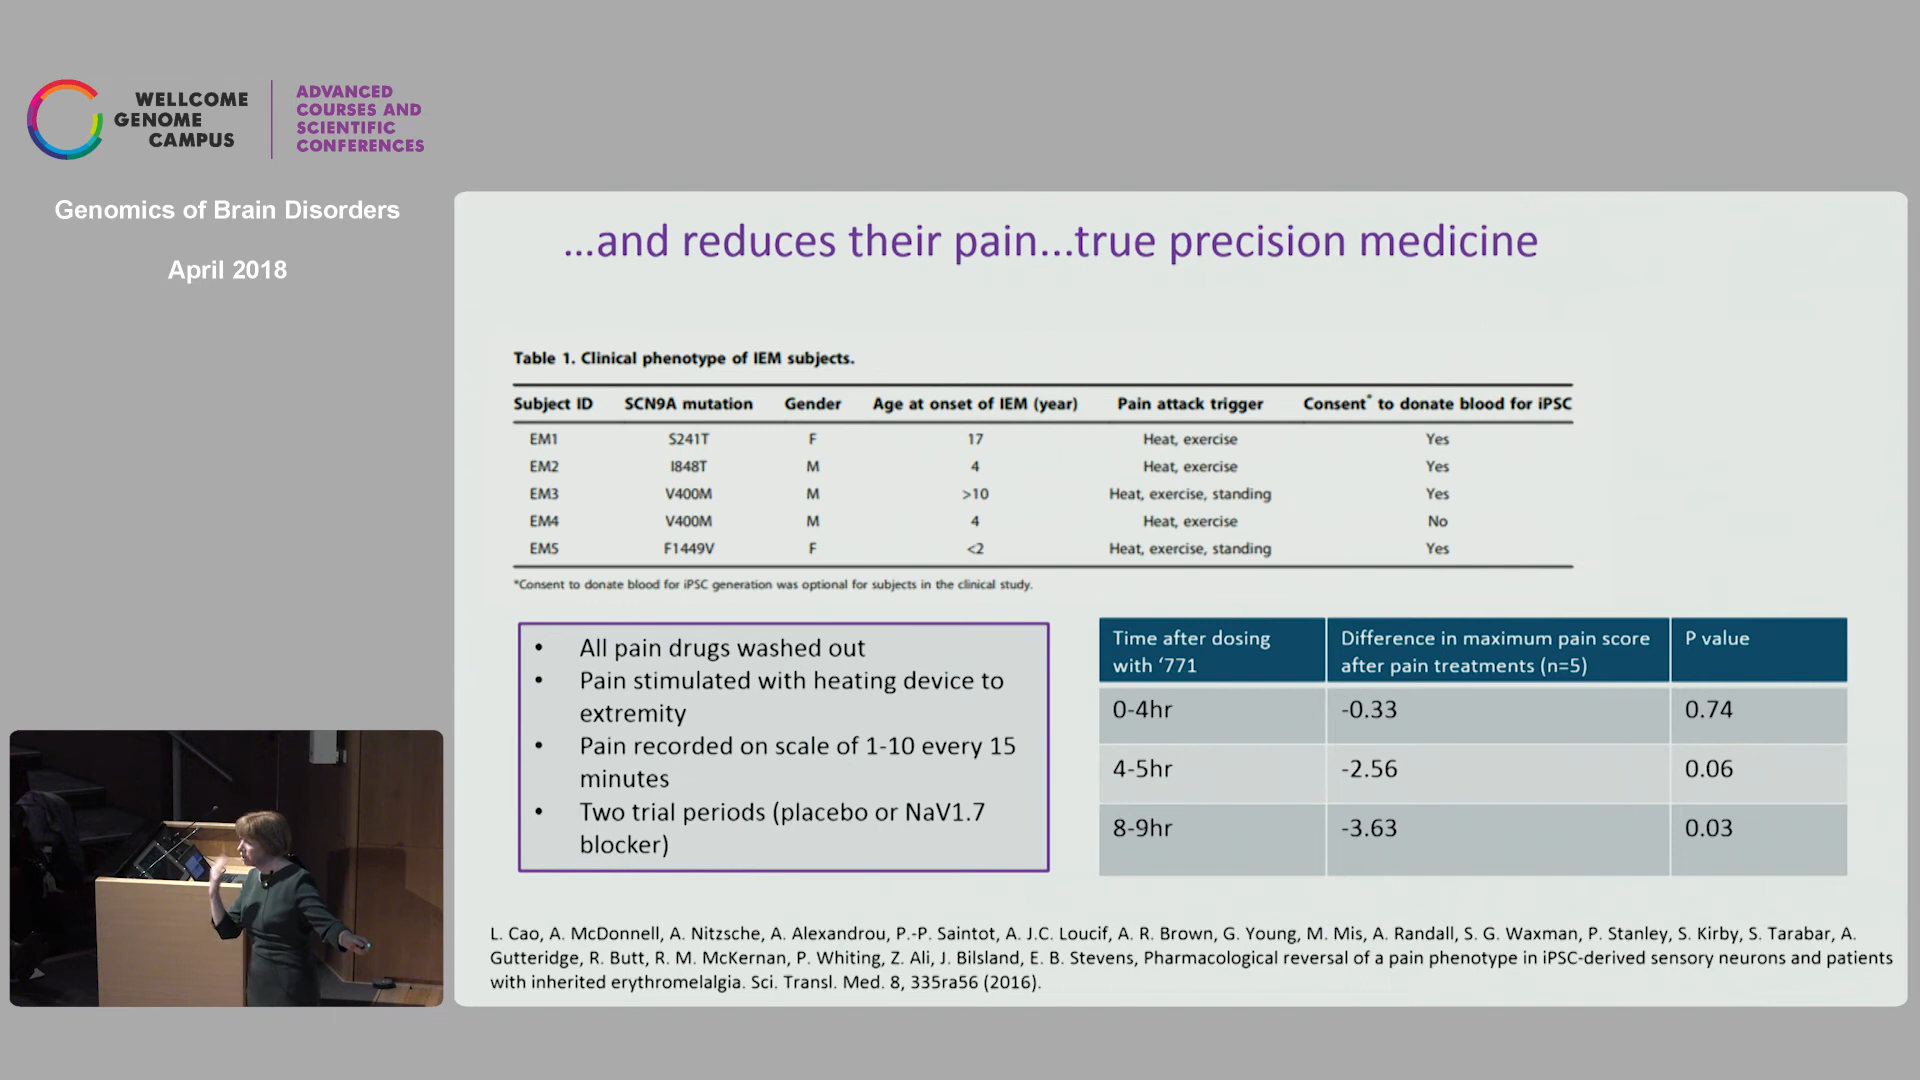 WELLCOME
GENOME
CAMPUS
ADVANCED
COURSES AND
SCIENTIFIC
CONFERENCES
Genomics of Brain Disorders
April 2018
...and reduces their pain...true precision medicine
Table 1. Clinical phenotype of IEM subjects.
Subject ID SCN9A mutation Gender Age at onset of IEM (year) Pain attack trigger Consent* to donate blood for iPSC
EM1 S241T F 17 Heat, exercise Yes
EM2 I848T M 4 Heat, exercise Yes
EM3 V400M M >10 Heat, exercise, standing Yes
EM4 V400M M 4 Heat, exercise No
EM5 F1449V F <2 Heat, exercise, standing Yes
*Consent to donate blood for iPSC generation was optional for subjects in the clinical study.
• All pain drugs washed out
• Pain stimulated with heating device to
extremity
• Pain recorded on scale of 1-10 every 15
minutes
• Two trial periods (placebo or NaV1.7
blocker)
Time after dosing
with ‘771
Difference in maximum pain score
after pain treatments (n=5)
P value
0-4hr -0.33 0.74
4-5hr -2.56 0.06
8-9hr -3.63 0.03
L. Cao, A. McDonnell, A. Nitzsche, A. Alexandrou, P.-P. Saintot, A. J.C. Loucif, A. R. Brown, G. Young, M. Mis, A. Randall, S. G. Waxman, P. Stanley, S. Kirby, S. Tarabar, A.
Gutteridge, R. Butt, R. M. McKernan, P. Whiting, Z. Ali, J. Bilsland, E. B. Stevens, Pharmacological reversal of a pain phenotype in iPSC-derived sensory neurons and patients
with inherited erythromelalgia. Sci. Transl. Med. 8, 335ra56 (2016).